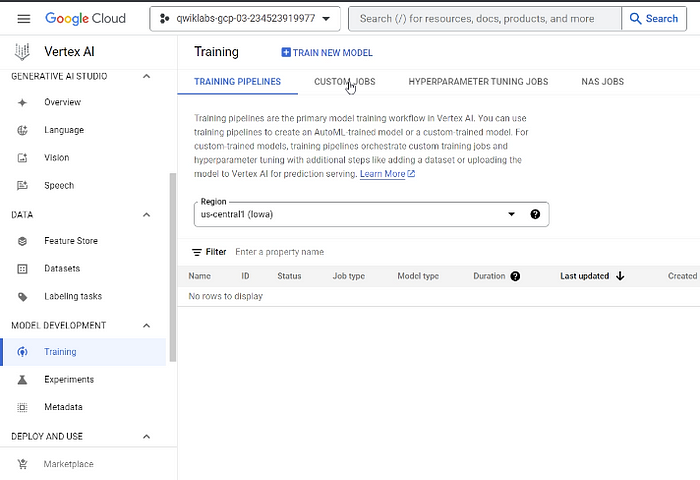 Google Cloud
qwiklabs-gcp-03-234523919977
Search (/) for resources, docs, products, and more
Search
Vertex AI
GENERATIVE AI STUDIO
Overview
Language
Vision
Speech
DATA
Feature Store
Datasets
Labeling tasks
MODEL DEVELOPMENT
Training
Experiments
Metadata
DEPLOY AND USE
Marketplace
Training
TRAIN NEW MODEL
TRAINING PIPELINES
CUSTOM JOBS
HYPERPARAMETER TUNING JOBS
NAS JOBS
Training pipelines are the primary model training workflow in Vertex AI. You can use
training pipelines to create an AutoML-trained model or a custom-trained model. For
custom-trained models, training pipelines orchestrate custom training jobs and
hyperparameter tuning with additional steps like adding a dataset or uploading the
model to Vertex AI for prediction serving. Learn More
Region
us-central1 (Iowa)
Filter Enter a property name
Name ID Status Job type Model type Duration Last updated Created
No rows to display